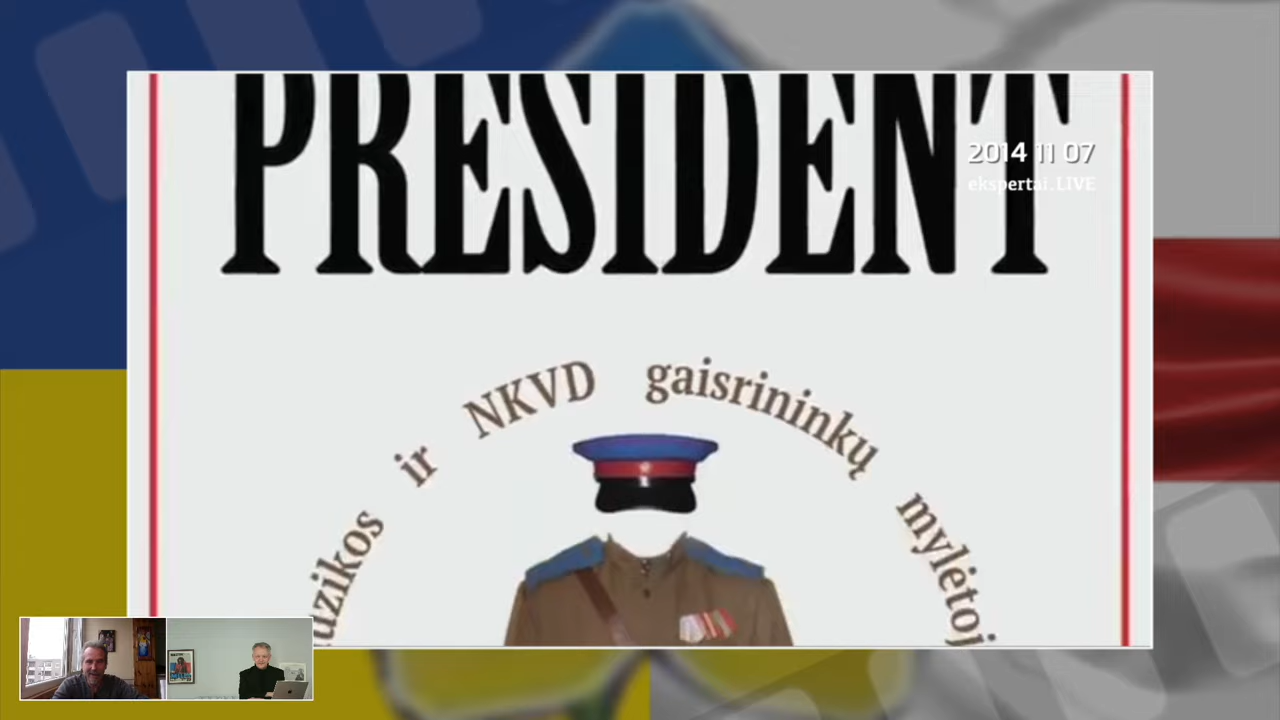 PRESIDENT
2014 11 07
ekspertai.LIVE
ir NKVD gaisrininkų